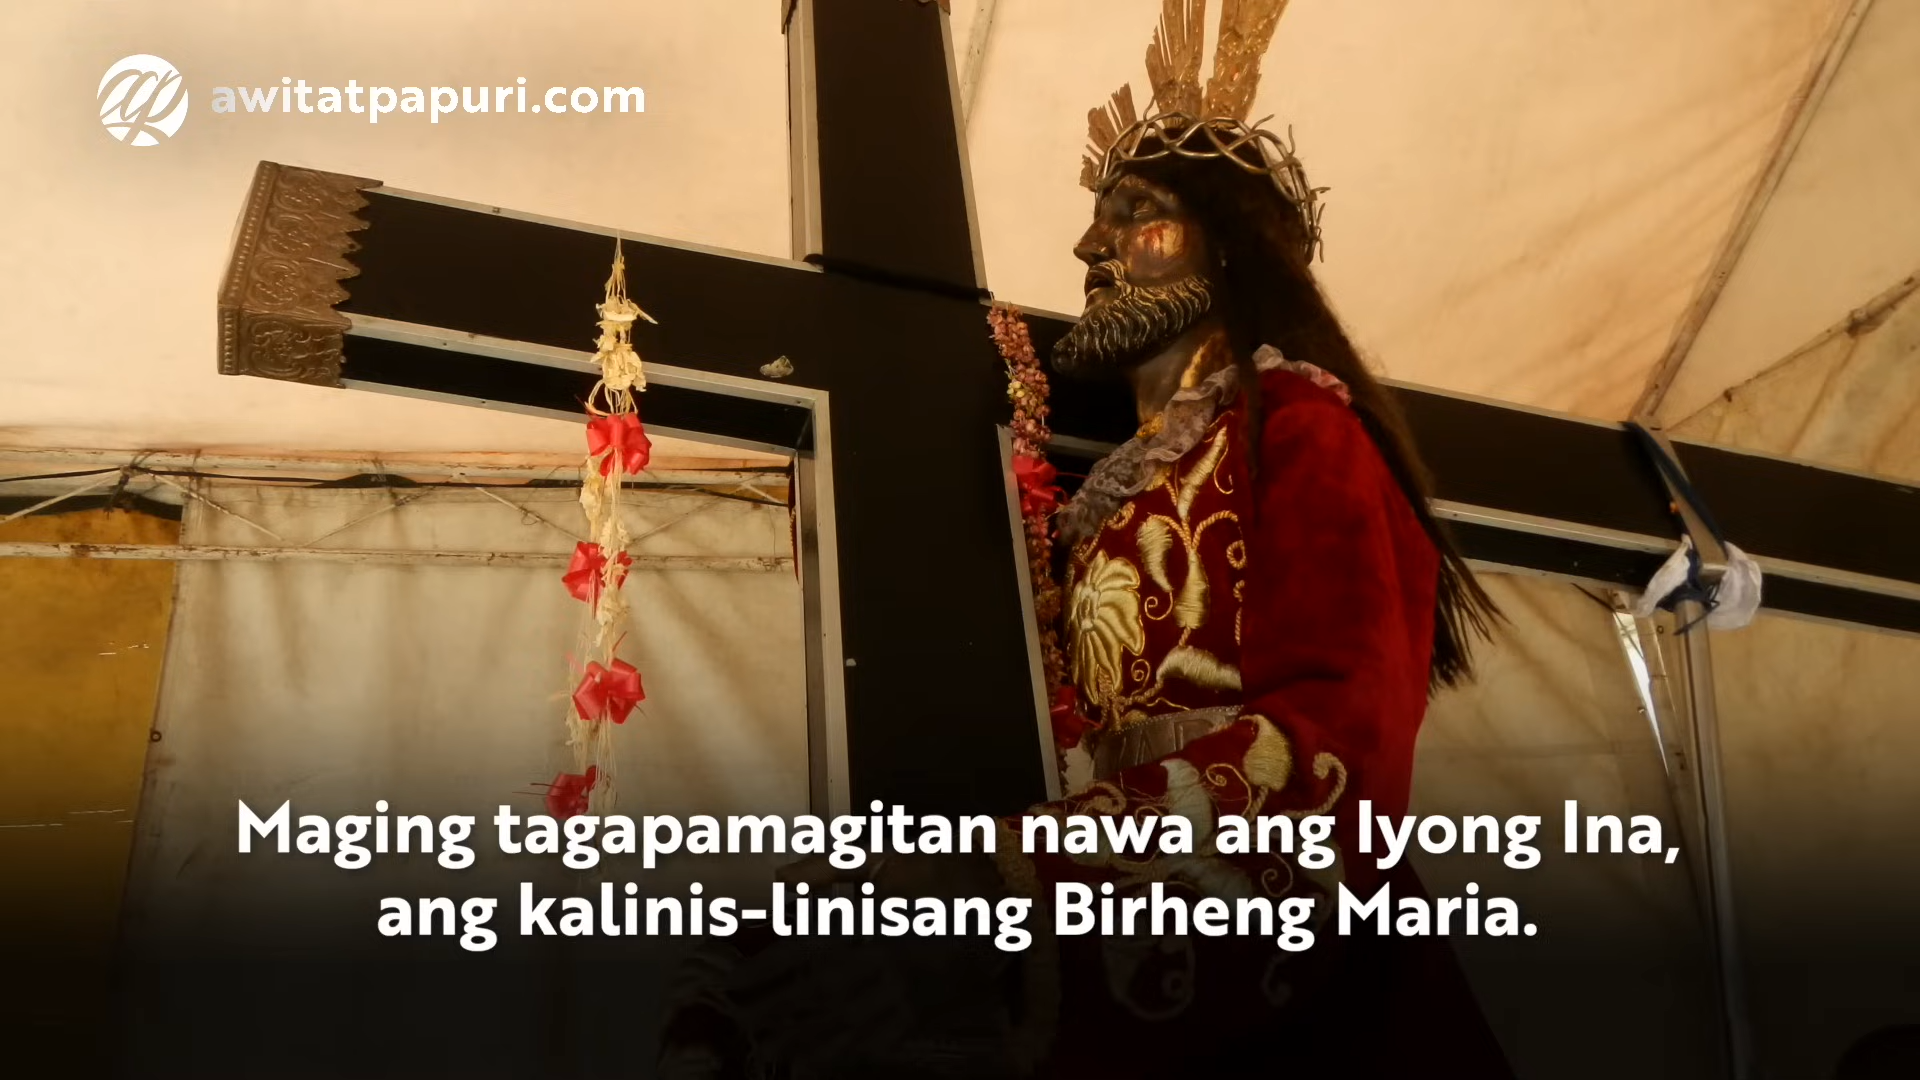 awitatpapuri.com
Maging tagapamagitan nawa ang Iyong Ina,
ang kalinis-linisang Birheng Maria.